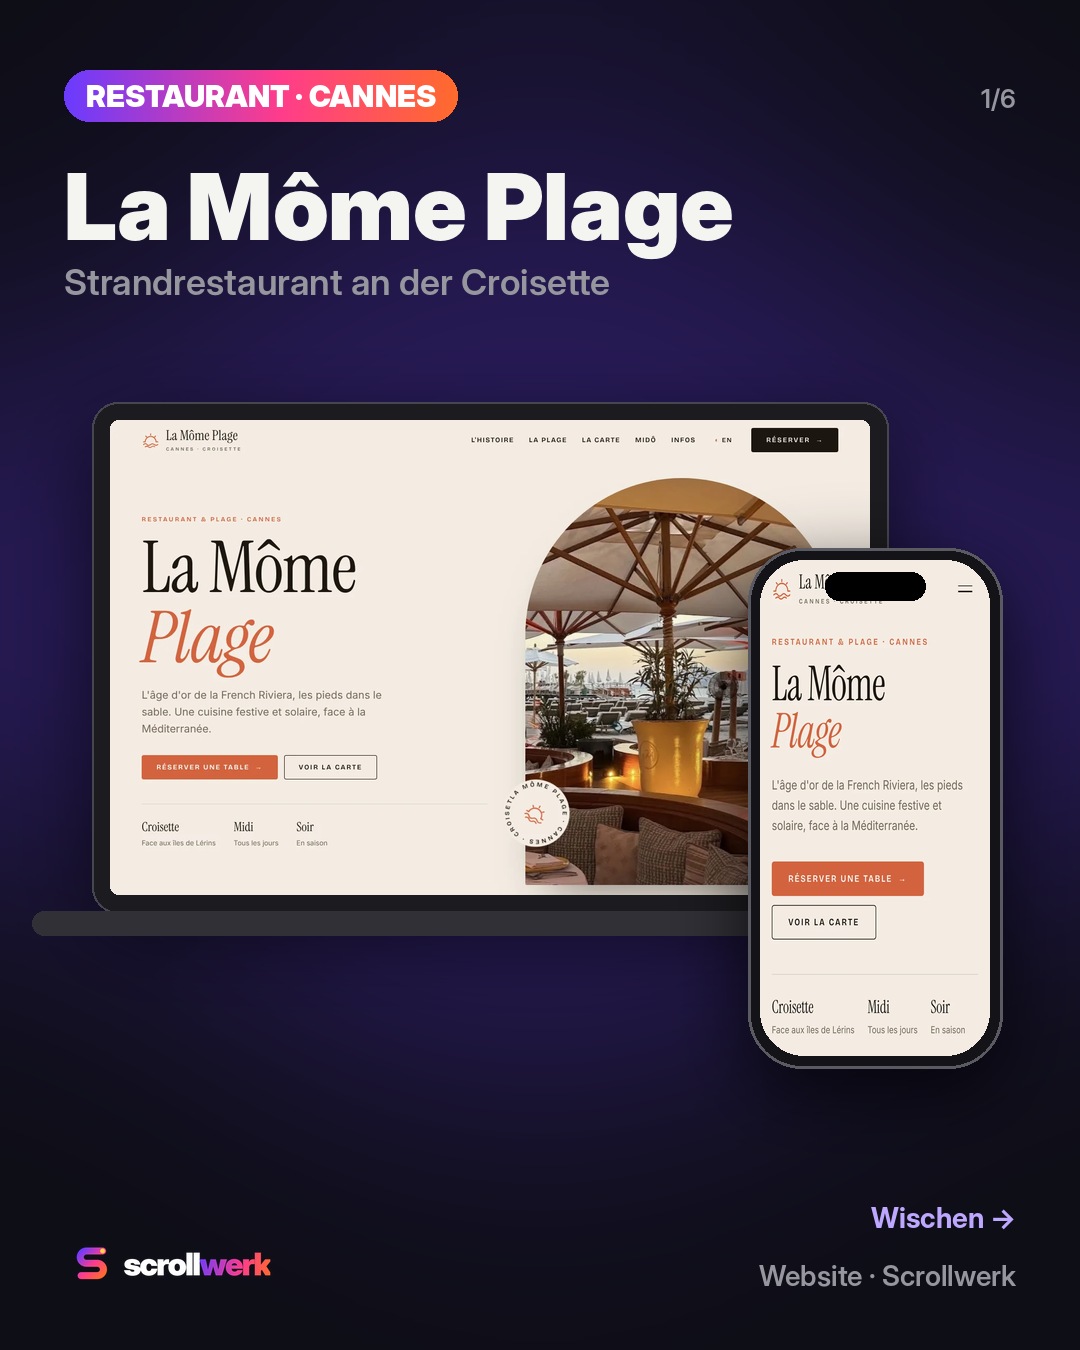 RESTAURANT · CANNES
1/6
La Môme Plage
Strandrestaurant an der Croisette
La Môme Plage
CANNES · CROISETTE
L'HISTOIRE LA PLAGE LA CARTE MIDÔ INFOS · EN RÉSERVER →
RESTAURANT & PLAGE · CANNES
La Môme
Plage
L'âge d'or de la French Riviera, les pieds dans le
sable. Une cuisine festive et solaire, face à la
Méditerranée.
RÉSERVER UNE TABLE → VOIR LA CARTE
Croisette Midi Soir
Face aux îles de Lérins Tous les jours En saison
LA MÔME PLAGE · CANNES · CROISET
La Mô
CANNES · CROISETTE
RESTAURANT & PLAGE · CANNES
La Môme
Plage
L'âge d'or de la French Riviera, les pieds
dans le sable. Une cuisine festive et
solaire, face à la Méditerranée.
RÉSERVER UNE TABLE →
VOIR LA CARTE
Croisette Midi Soir
Face aux îles de Lérins Tous les jours En saison
Wischen →
scrollwerk
Website · Scrollwerk